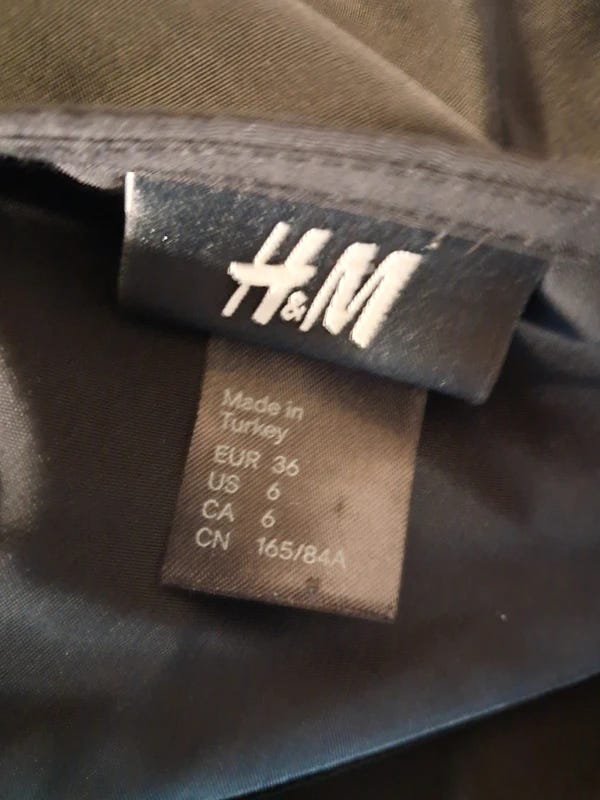 H&M
Made in
Turkey
EUR 36
US 6
CA 6
CN 165/84A